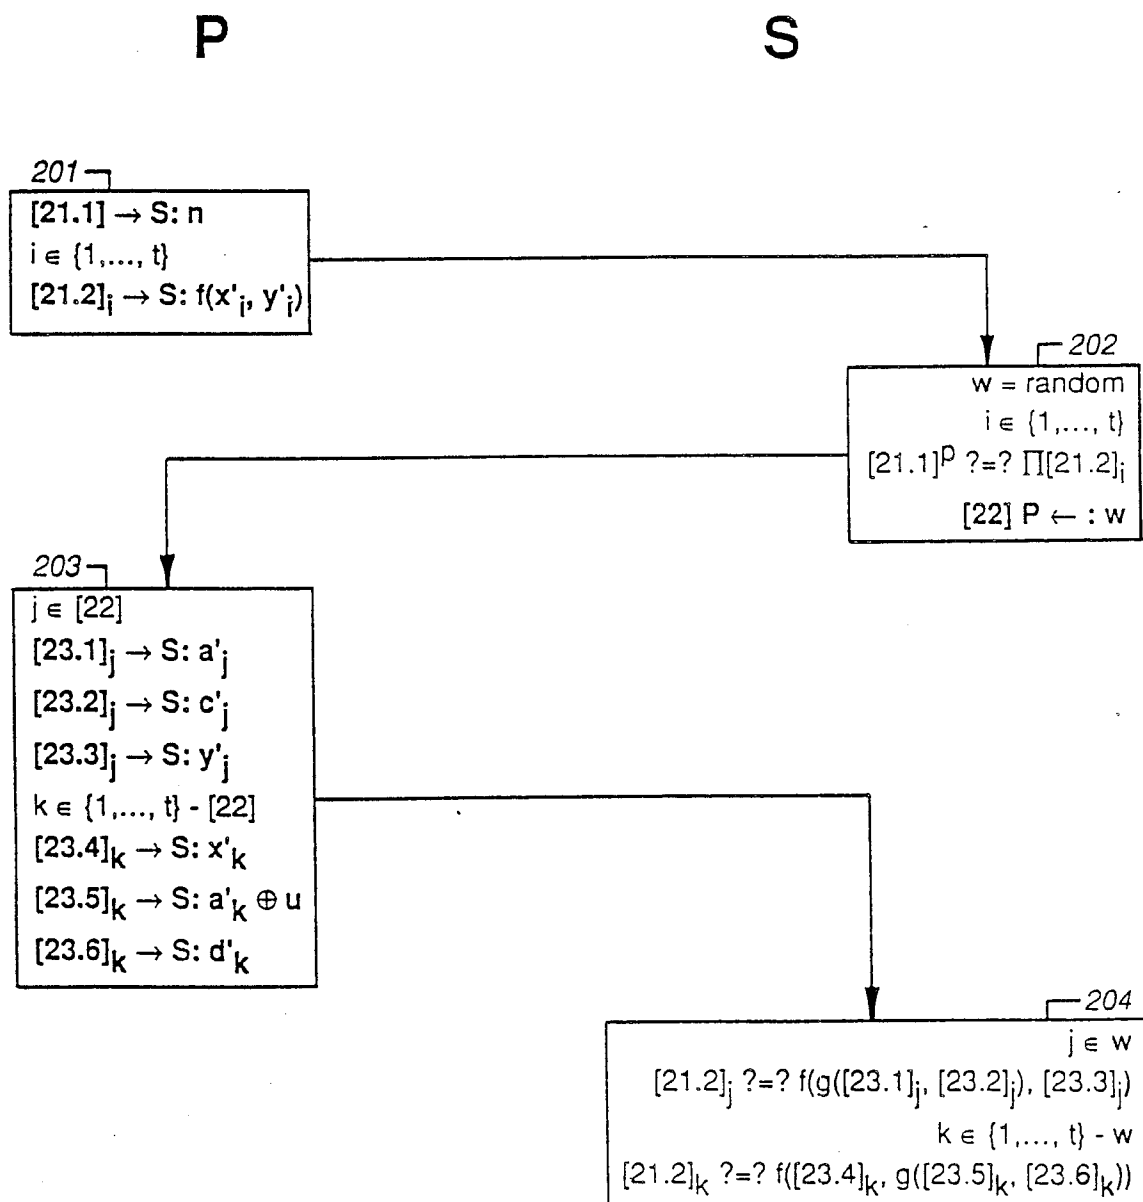 P
S
201
[21.1] → S: n
i ∈ {1,..., t}
[21.2]i → S: f(x'i, y'i)
202
w = random
i ∈ {1,..., t}
[21.1]p ?=? ∏[21.2]i
[22] P ← : w
203
j ∈ [22]
[23.1]j → S: a'j
[23.2]j → S: c'j
[23.3]j → S: y'j
k ∈ {1,..., t} - [22]
[23.4]k → S: x'k
[23.5]k → S: a'k ⊕ u
[23.6]k → S: d'k
204
j ∈ w
[21.2]j ?=? f(g([23.1]j, [23.2]j), [23.3]j)
k ∈ {1,..., t} - w
[21.2]k ?=? f([23.4]k, g([23.5]k, [23.6]k))